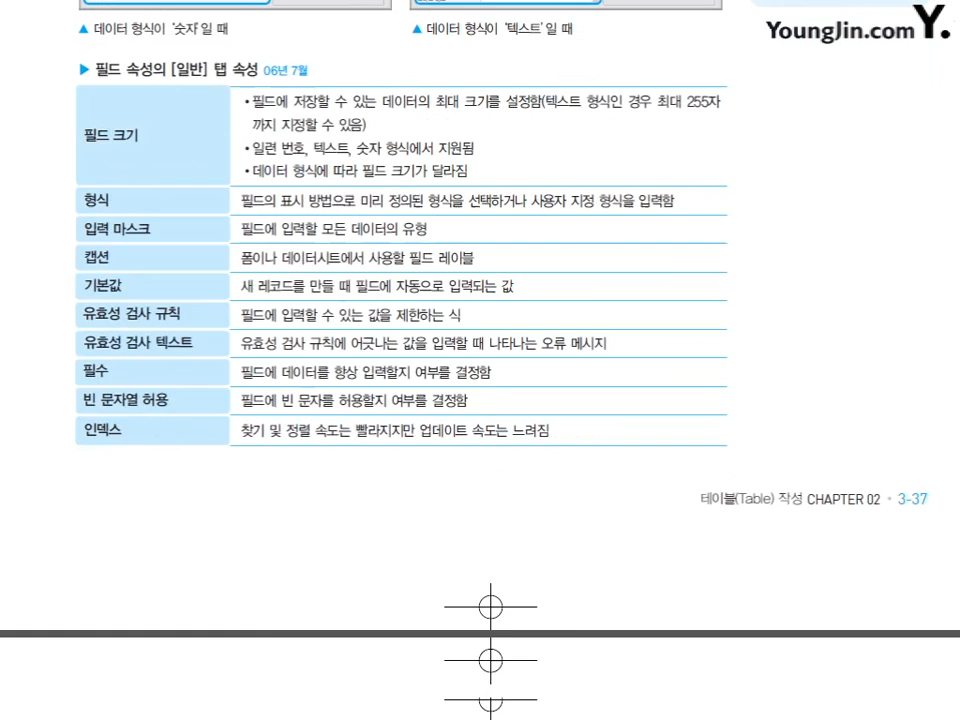 ▲ 데이터 형식이 '숫자'일 때
▲ 데이터 형식이 '텍스트'일 때
YoungJin.com Y.
▶ 필드 속성의 [일반] 탭 속성 06년 7월
필드 크기
• 필드에 저장할 수 있는 데이터의 최대 크기를 설정함(텍스트 형식인 경우 최대 255자
까지 지정할 수 있음)
• 일련 번호, 텍스트, 숫자 형식에서 지원됨
• 데이터 형식에 따라 필드 크기가 달라짐
형식
필드의 표시 방법으로 미리 정의된 형식을 선택하거나 사용자 지정 형식을 입력함
입력 마스크
필드에 입력할 모든 데이터의 유형
캡션
폼이나 데이터시트에서 사용할 필드 레이블
기본값
새 레코드를 만들 때 필드에 자동으로 입력되는 값
유효성 검사 규칙
필드에 입력할 수 있는 값을 제한하는 식
유효성 검사 텍스트
유효성 검사 규칙에 어긋나는 값을 입력할 때 나타나는 오류 메시지
필수
필드에 데이터를 항상 입력할지 여부를 결정함
빈 문자열 허용
필드에 빈 문자를 허용할지 여부를 결정함
인덱스
찾기 및 정렬 속도는 빨라지지만 업데이트 속도는 느려짐
테이블(Table) 작성 CHAPTER 02 • 3-37